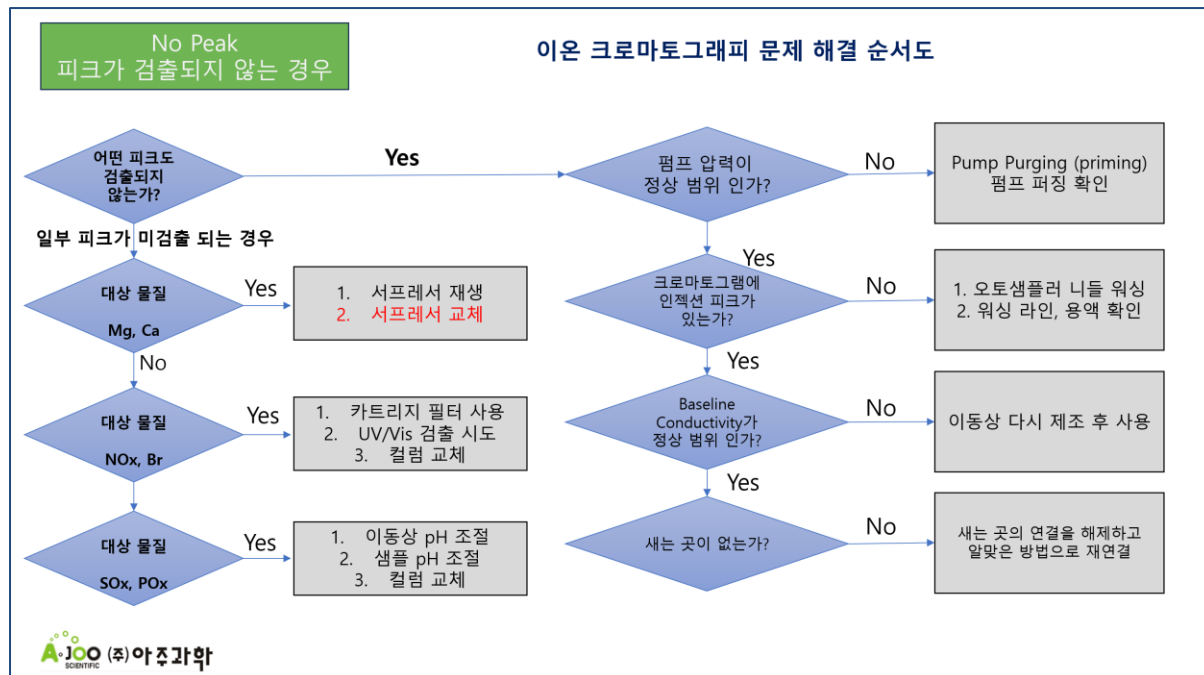 No Peak
피크가 검출되지 않는 경우
이온 크로마토그래피 문제 해결 순서도
어떤 피크도
검출되지
않는가?
Yes
펌프 압력이
정상 범위 인가?
No
Pump Purging (priming)
펌프 퍼징 확인
일부 피크가 미검출 되는 경우
Yes
대상 물질
Mg, Ca
Yes
1. 서프레서 재생
2. 서프레서 교체
크로마토그램에
인젝션 피크가
있는가?
No
1. 오토샘플러 니들 워싱
2. 워싱 라인, 용액 확인
No
Yes
대상 물질
NOx, Br
Yes
1. 카트리지 필터 사용
2. UV/Vis 검출 시도
3. 컬럼 교체
Baseline
Conductivity가
정상 범위 인가?
No
이동상 다시 제조 후 사용
Yes
대상 물질
SOx, POx
Yes
1. 이동상 pH 조절
2. 샘플 pH 조절
3. 컬럼 교체
새는 곳이 없는가?
No
새는 곳의 연결을 해제하고
알맞은 방법으로 재연결
A·JOO (주)아주과학
SCIENTIFIC